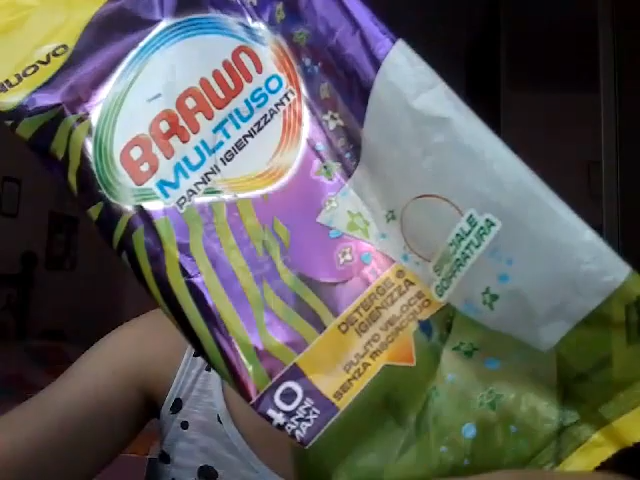 NUOVO
BRAWN
MULTIUSO
PANNI IGIENIZZANTI
SPECIALE
GOFFRATURA
DETERGE e
IGIENIZZA
PULITO VELOCE
SENZA RISCIACQUO
40
PANNI
MAXI